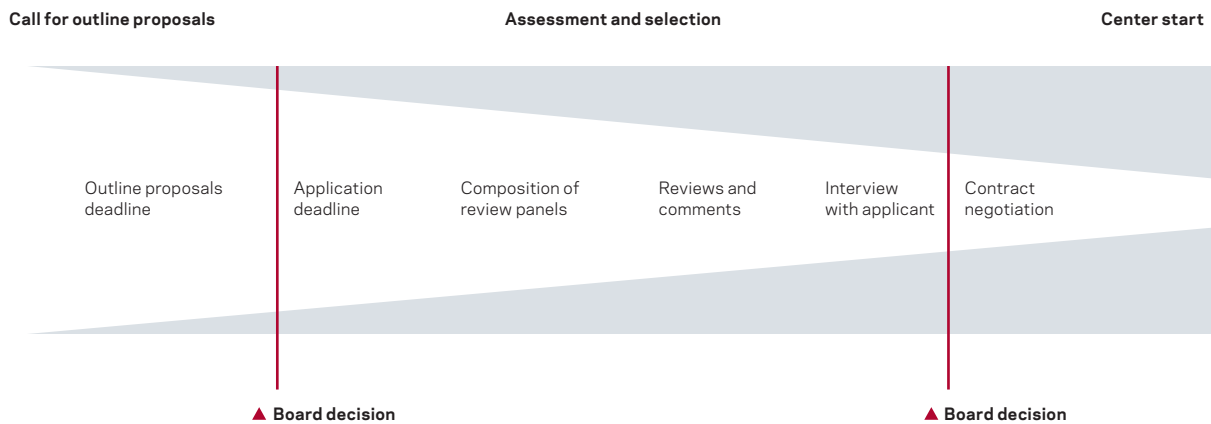 Call for outline proposals
Assessment and selection
Center start
Outline proposals
deadline
Application
deadline
Composition of
review panels
Reviews and
comments
Interview
with applicant
Contract
negotiation
Board decision
Board decision